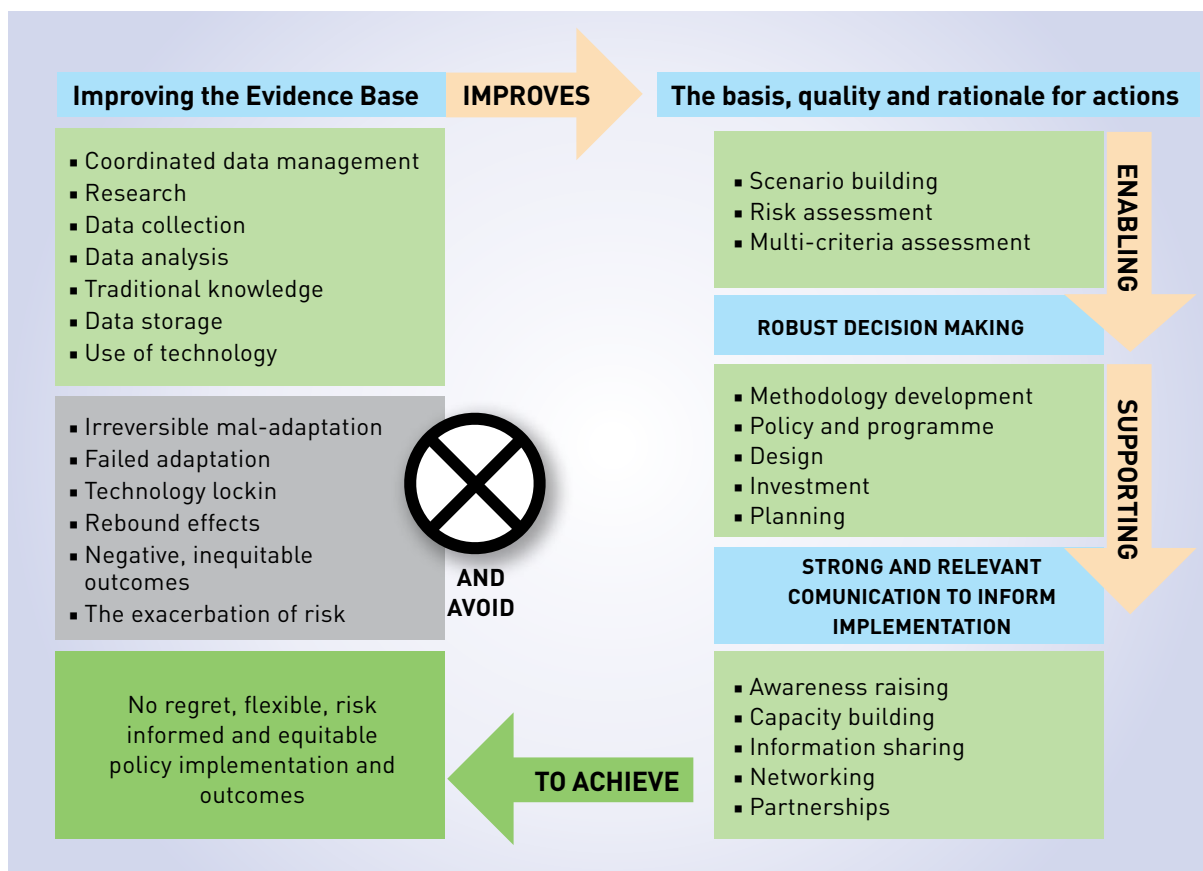 Improving the Evidence Base
IMPROVES
The basis, quality and rationale for actions
▪ Coordinated data management
▪ Research
▪ Data collection
▪ Data analysis
▪ Traditional knowledge
▪ Data storage
▪ Use of technology
▪ Scenario building
▪ Risk assessment
▪ Multi-criteria assessment
ENABLING
ROBUST DECISION MAKING
▪ Methodology development
▪ Policy and programme
▪ Design
▪ Investment
▪ Planning
SUPPORTING
STRONG AND RELEVANT
COMUNICATION TO INFORM
IMPLEMENTATION
▪ Awareness raising
▪ Capacity building
▪ Information sharing
▪ Networking
▪ Partnerships
TO ACHIEVE
No regret, flexible, risk
informed and equitable
policy implementation and
outcomes
AND
AVOID
▪ Irreversible mal-adaptation
▪ Failed adaptation
▪ Technology lockin
▪ Rebound effects
▪ Negative, inequitable
outcomes
▪ The exacerbation of risk